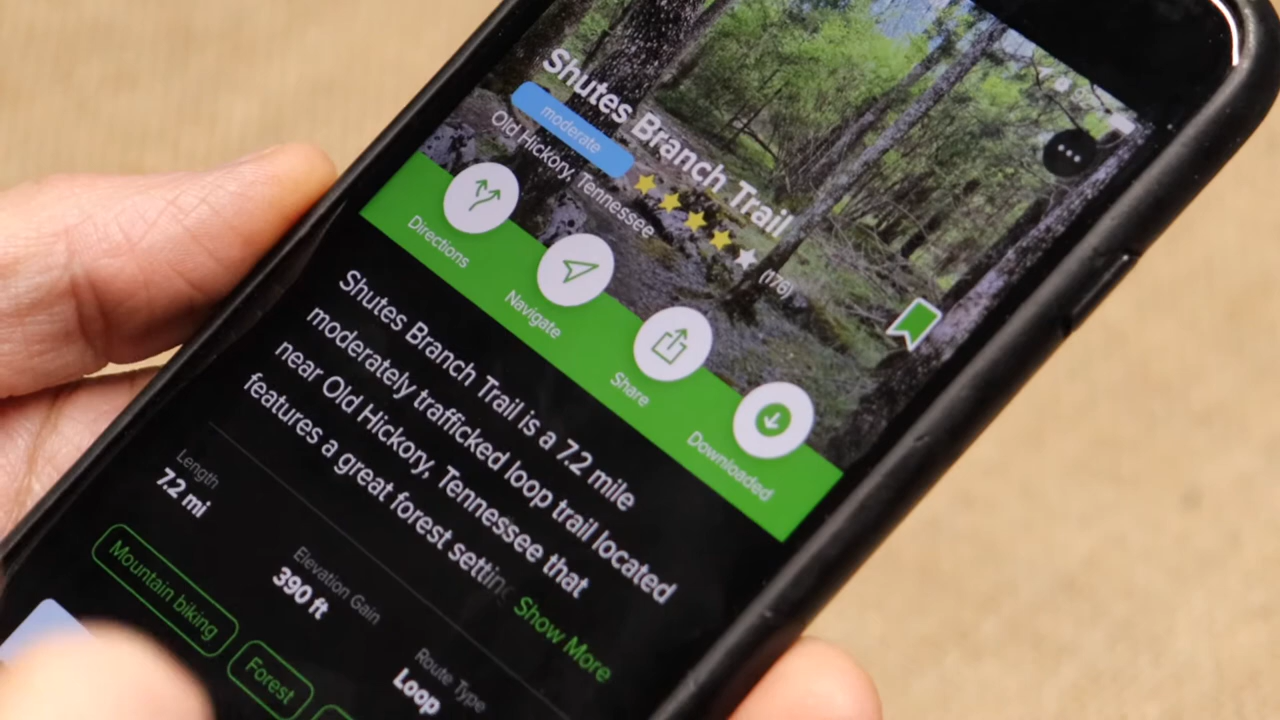 Shutes Branch Trail
moderate
★★★★★ (176)
Old Hickory, Tennessee
Directions
Navigate
Share
Downloaded
Shutes Branch Trail is a 7.2 mile
moderately trafficked loop trail located
near Old Hickory, Tennessee that
features a great forest settin
Show More
Length
7.2 mi
Elevation Gain
390 ft
Route Type
Loop
Mountain biking
Forest